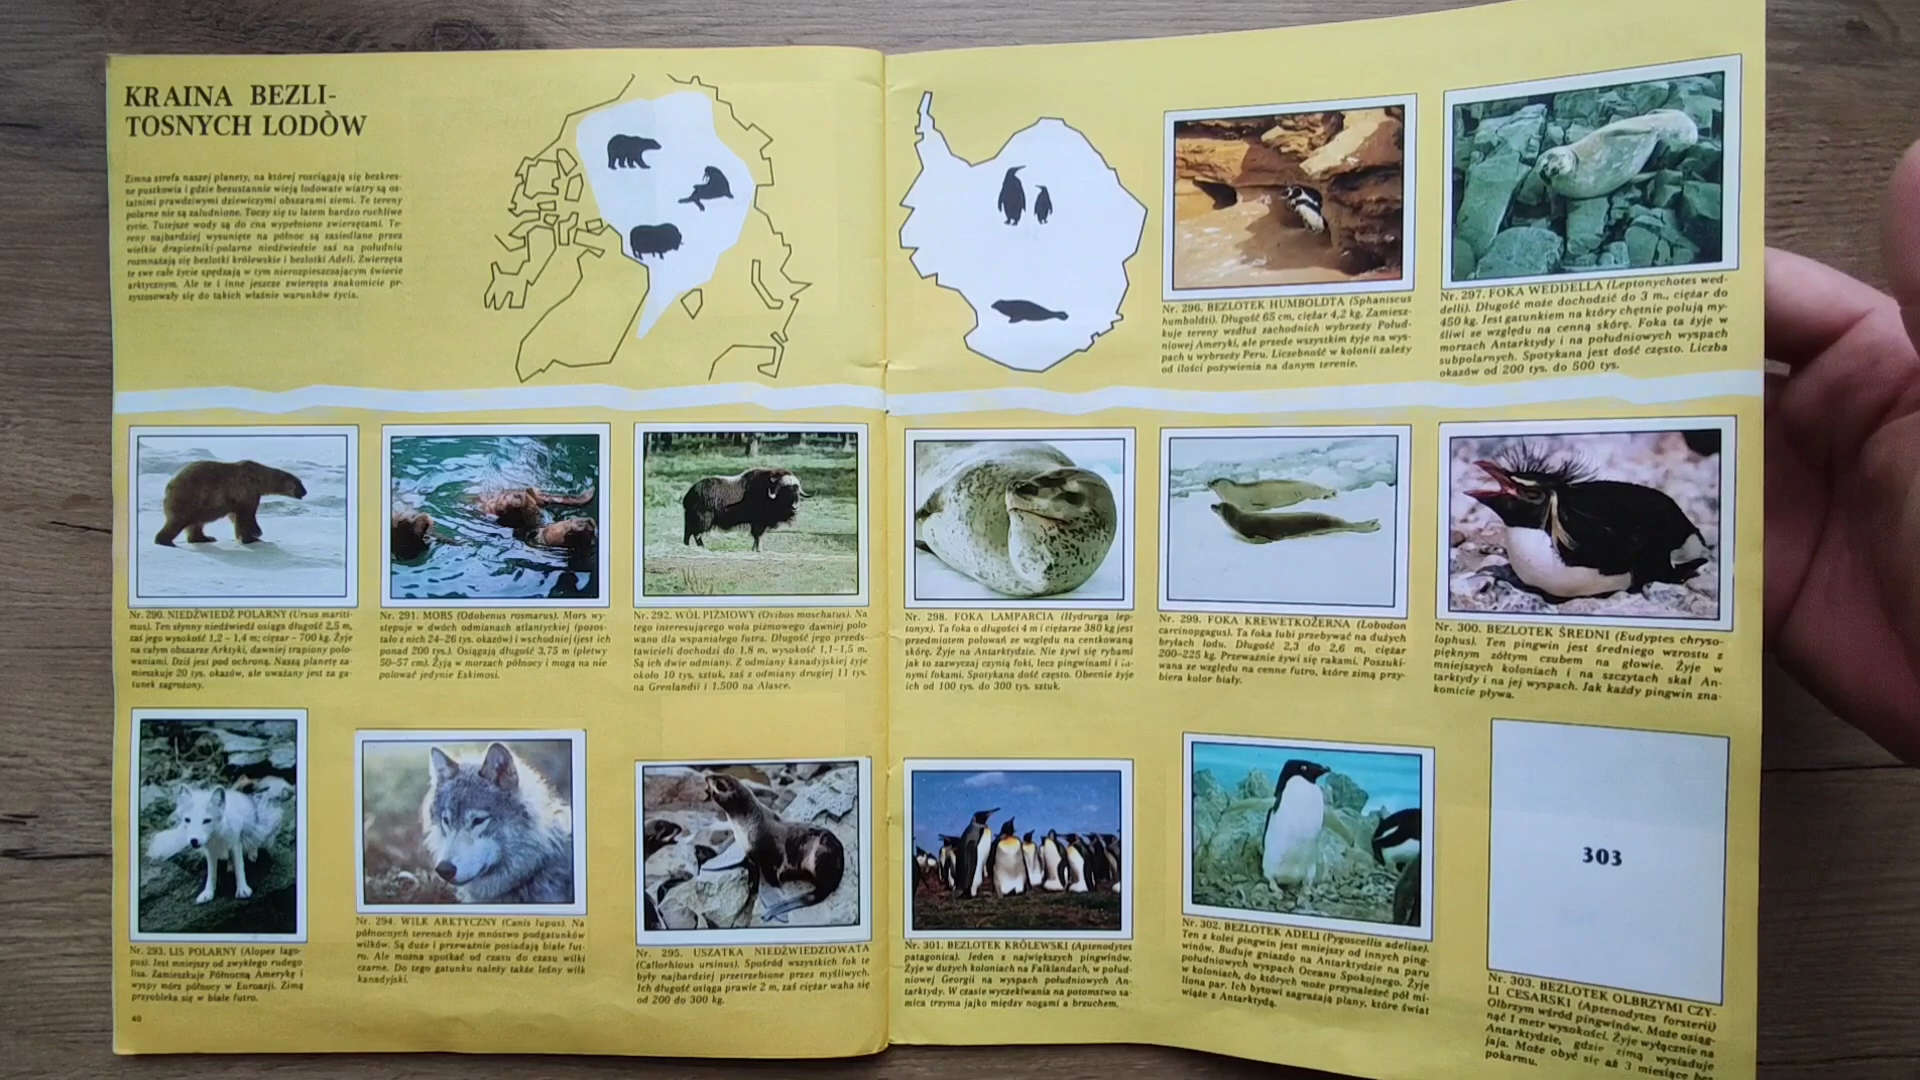 KRAINA BEZLI-
TOSNYCH LODÒW
Zimna strefa naszej planety, na której rozciągają się bezkres-
ne pustkowia i gdzie bezustannie wieją lodowate wiatry są os-
tatnimi prawdziwymi dziewiczymi obszarami ziemi. Te tereny
polarne nie są zaludnione. Toczy się tu latem bardzo ruchliwe
życie. Tutejsze wody są do cna wypełnione zwierzętami. Te-
reny najbardziej wysunięte na północ są zasiedlane przez
wielkie drapieżniki-polarne niedźwiedzie zaś na południu
rozmnażają się bezlotki królewskie i bezlotki Adeli. Zwierzęta
te swe całe życie spędzają w tym nierozpieszczającym świecie
arktycznym. Ale te i inne jeszcze zwierzęta znakomicie pr-
zystosowały się do takich właśnie warunków życia.
Nr. 290. NIEDŹWIEDŹ POLARNY (Ursus mariti-
mus). Ten słynny niedźwiedź osiąga długość 2,5 m,
zaś jego wysokość 1,2 – 1,4 m; ciężar – 700 kg. Żyje
na całym obszarze Arktyki, dawniej trapiony polo-
waniami. Dziś jest pod ochroną. Naszą planetę za-
mieszkuje 20 tys. okazów, ale uważany jest za ga-
tunek zagrożony.
Nr. 291. MORS (Odobenus rosmarus). Mors wy-
stępuje w dwóch odmianach atlantyckiej (pozos-
tało z nich 24–26 tys. okazów) i wschodniej (jest ich
ponad 200 tys.). Osiągają długość 3,75 m (płetwy
50–57 cm). Żyją w morzach północy i mogą na nie
polować jedynie Eskimosi.
Nr. 292. WÓL PIŻMOWY (Ovibos moschatus). Na
tego interesującego woła piżmowego dawniej polo-
wano dla wspaniałego futra. Długość jego przeds-
tawicieli dochodzi do 1,8 m, wysokość 1,1–1,5 m.
Są ich dwie odmiany. Z odmiany kanadyjskiej żyje
około 10 tys. sztuk, zaś z odmiany drugiej 11 tys.
na Grenlandii i 1.500 na Alasce.
Nr. 293. LIS POLARNY (Alopex lago-
pus). Jest mniejszy od zwykłego rudego
lisa. Zamieszkuje Północną Amerykę i
wyspy mórz północy w Euroazji. Zimą
przyobleka się w białe futro.
Nr. 294. WILK ARKTYCZNY (Canis lupus). Na
północnych terenach żyje mnóstwo podgatunków
wilków. Są duże i przeważnie posiadają białe fut-
ro. Ale można spotkać od czasu do czasu wilki
czarne. Do tego gatunku należy także leśny wilk
kanadyjski.
Nr. 295. USZATKA NIEDŹWIEDZIOWATA
(Callorhious ursinus). Spośród wszystkich fok te
były najbardziej przetrzebione przez myśliwych.
Ich długość osiąga prawie 2 m, zaś ciężar waha się
od 200 do 300 kg.
40
Nr. 296. BEZLOTEK HUMBOLDTA (Sphaniscus
humboldti). Długość 65 cm, ciężar 4,2 kg. Zamiesz-
kuje tereny wzdłuż zachodnich wybrzeży Połud-
niowej Ameryki, ale przede wszystkim żyje na wys-
pach u wybrzeży Peru. Liczebność w kolonii zależy
od ilości pożywienia na danym terenie.
Nr. 297. FOKA WEDDELLA (Leptonychotes wed-
delli). Długość może dochodzić do 3 m., ciężar do
450 kg. Jest gatunkiem na który chętnie polują my-
śliwi ze względu na cenną skórę. Foka ta żyje w
morzach Antarktydy i na południowych wyspach
subpolarnych. Spotykana jest dość często. Liczba
okazów od 200 tys. do 500 tys.
Nr. 298. FOKA LAMPARCIA (Hydrurga lep-
tonyx). Ta foka o długości 4 m i ciężarze 380 kg jest
przedmiotem polowań ze względu na centkowaną
skórę. Żyje na Antarktydzie. Nie żywi się rybami
jak to zazwyczaj czynią foki, lecz pingwinami i in-
nymi fokami. Spotykana dość często. Obecnie żyje
ich od 100 tys. do 300 tys. sztuk.
Nr. 299. FOKA KREWETKOŻERNA (Lobodon
carcinopgagus). Ta foka lubi przebywać na dużych
bryłach lodu. Długość 2,3 do 2,6 m, ciężar
200–225 kg. Przeważnie żywi się rakami. Poszuki-
wana ze względu na cenne futro, które zimą przy-
biera kolor biały.
Nr. 300. BEZLOTEK ŚREDNI (Eudyptes chryso-
lophus). Ten pingwin jest średniego wzrostu z
pięknym żółtym czubem na głowie. Żyje w
mniejszych koloniach i na szczytach skał An-
tarktydy i na jej wyspach. Jak każdy pingwin zna-
komicie pływa.
Nr. 301. BEZLOTEK KRÒLEWSKI (Aptenodytes
patagonica). Jeden z największych pingwinów.
Żyje w dużych koloniach na Falklandach, w połud-
niowej Georgii na wyspach południowych An-
tarktydy. W czasie wyczekiwania na potomstwo sa-
mica trzyma jajko między nogami a brzuchem.
Nr. 302. BEZLOTEK ADELI (Pygoscellis adeliae).
Ten z kolei pingwin jest mniejszy od innych ping-
winów. Buduje gniazdo na Antarktydzie na paru
południowych wyspach Oceanu Spokojnego. Żyje
w koloniach, do których może przynależeć pół mi-
liona par. Ich bytowi zagrażają plany, które świat
wiąże z Antarktydą.
303
Nr. 303. BEZLOTEK OLBRZYMI CZY-
LI CESARSKI (Aptenodytes forsterii)
Olbrzym wśród pingwinów. Może osiąg-
nąć 1 metr wysokości. Żyje wyłącznie na
Antarktydzie, gdzie zimą wysiaduje
jaja. Może obyć się aż 3 miesiące bez
pokarmu.